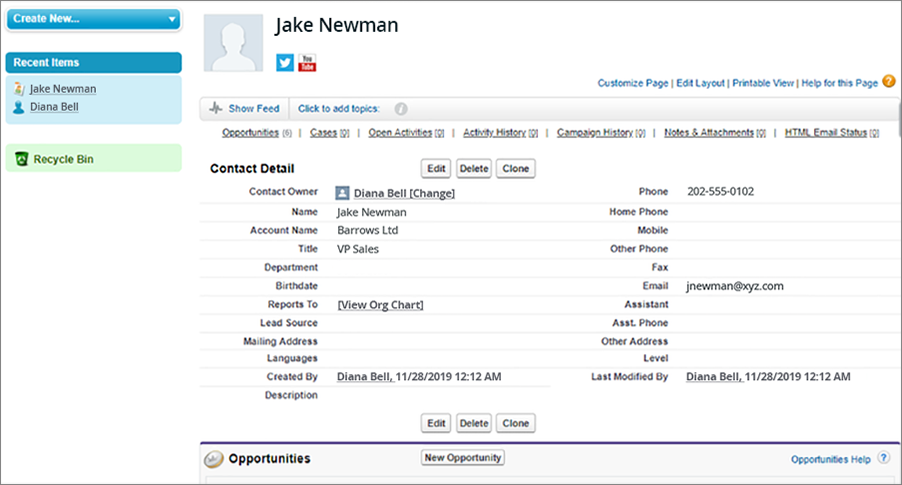 Create New...
Jake Newman
You Tube
Recent Items
Jake Newman
Diana Bell
Recycle Bin
Customize Page | Edit Layout | Printable View | Help for this Page ?
Show Feed Click to add topics: i
Opportunities [6] | Cases [0] | Open Activities [0] | Activity History [0] | Campaign History [0] | Notes & Attachments [0] | HTML Email Status [0]
Contact Detail Edit Delete Clone
Contact Owner Diana Bell [Change] Phone 202-555-0102
Name Jake Newman Home Phone
Account Name Barrows Ltd Mobile
Title VP Sales Other Phone
Department Fax
Birthdate Email jnewman@xyz.com
Reports To [View Org Chart] Assistant
Lead Source Asst. Phone
Mailing Address Other Address
Languages Level
Created By Diana Bell, 11/28/2019 12:12 AM Last Modified By Diana Bell, 11/28/2019 12:12 AM
Description
Edit Delete Clone
Opportunities New Opportunity Opportunities Help ?